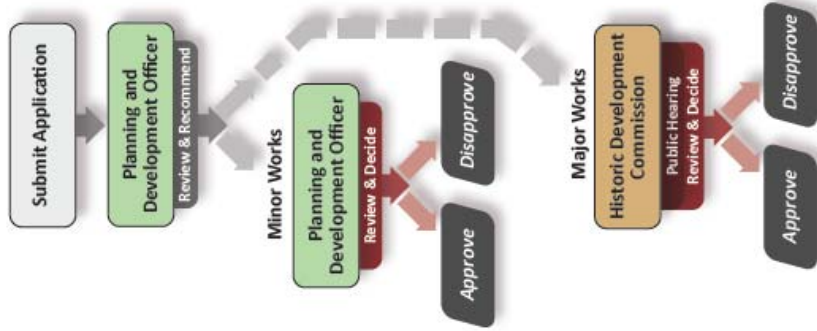 Submit Application
Planning and
Development Officer
Review & Recommend
Minor Works
Planning and
Development Officer
Review & Decide
Approve
Disapprove
Major Works
Historic Development
Commission
Public Hearing
Review & Decide
Approve
Disapprove